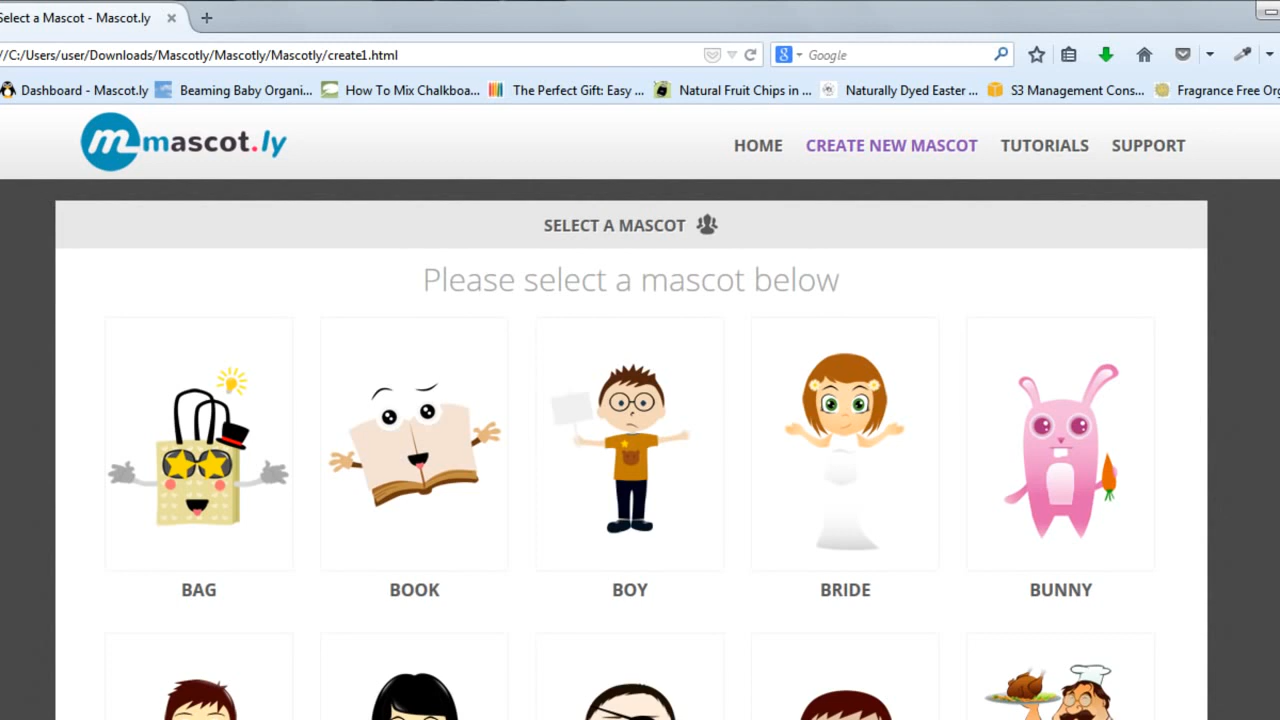 Select a Mascot - Mascot.ly
//C:/Users/user/Downloads/Mascotly/Mascotly/Mascotly/create1.html
Google
Dashboard - Mascot.ly
Beaming Baby Organi...
How To Mix Chalkboa...
The Perfect Gift: Easy ...
Natural Fruit Chips in ...
Naturally Dyed Easter ...
S3 Management Cons...
Fragrance Free Org
mascot.ly
HOME
CREATE NEW MASCOT
TUTORIALS
SUPPORT
SELECT A MASCOT
Please select a mascot below
BAG
BOOK
BOY
BRIDE
BUNNY